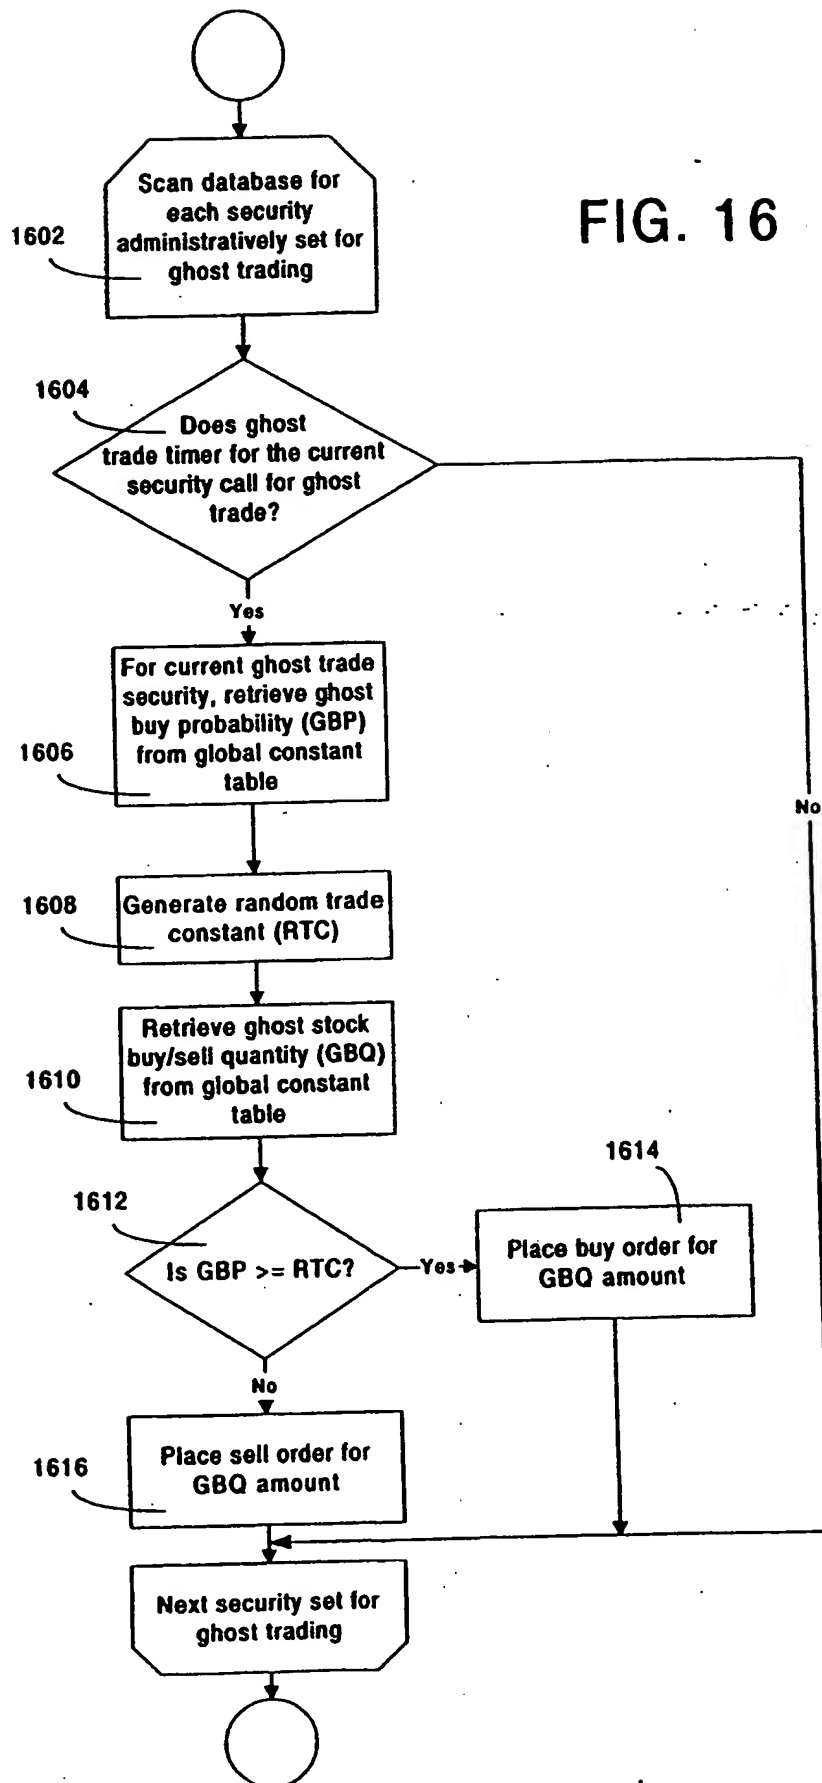 FIG. 16
Scan database for
each security
administratively set for
ghost trading
1602
1604
Does ghost
trade timer for the current
security call for ghost
trade?
Yes
For current ghost trade
security, retrieve ghost
buy probability (GBP)
from global constant
table
1606
No
1608
Generate random trade
constant (RTC)
Retrieve ghost stock
buy/sell quantity (GBQ)
from global constant
table
1610
1612
Is GBP >= RTC?
Yes
1614
Place buy order for
GBQ amount
No
Place sell order for
GBQ amount
1616
Next security set for
ghost trading